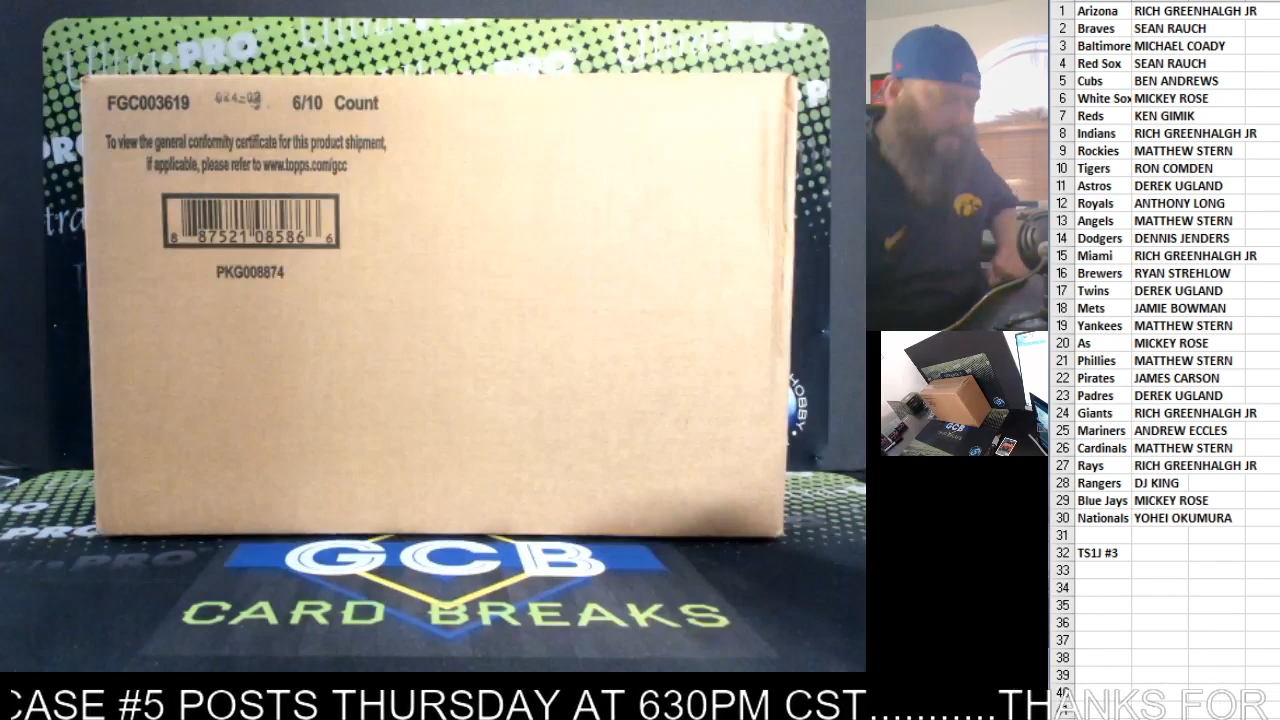 Ultra PRO
FGC003619 024-02 6/10 Count
To view the general conformity certificate for this product shipment,
if applicable, please refer to www.topps.com/gcc
8 87521 08586 6
PKG008874
HOBBY
PRO
GCB
CARD BREAKS
CASE #5 POSTS THURSDAY AT 630PM CST...........THANKS FOR
1 Arizona RICH GREENHALGH JR
2 Braves SEAN RAUCH
3 Baltimore MICHAEL COADY
4 Red Sox SEAN RAUCH
5 Cubs BEN ANDREWS
6 White Sox MICKEY ROSE
7 Reds KEN GIMIK
8 Indians RICH GREENHALGH JR
9 Rockies MATTHEW STERN
10 Tigers RON COMDEN
11 Astros DEREK UGLAND
12 Royals ANTHONY LONG
13 Angels MATTHEW STERN
14 Dodgers DENNIS JENDERS
15 Miami RICH GREENHALGH JR
16 Brewers RYAN STREHLOW
17 Twins DEREK UGLAND
18 Mets JAMIE BOWMAN
19 Yankees MATTHEW STERN
20 As MICKEY ROSE
21 Phillies MATTHEW STERN
22 Pirates JAMES CARSON
23 Padres DEREK UGLAND
24 Giants RICH GREENHALGH JR
25 Mariners ANDREW ECCLES
26 Cardinals MATTHEW STERN
27 Rays RICH GREENHALGH JR
28 Rangers DJ KING
29 Blue Jays MICKEY ROSE
30 Nationals YOHEI OKUMURA
31
32 TS1J #3
33
34
35
36
37
38
39
40